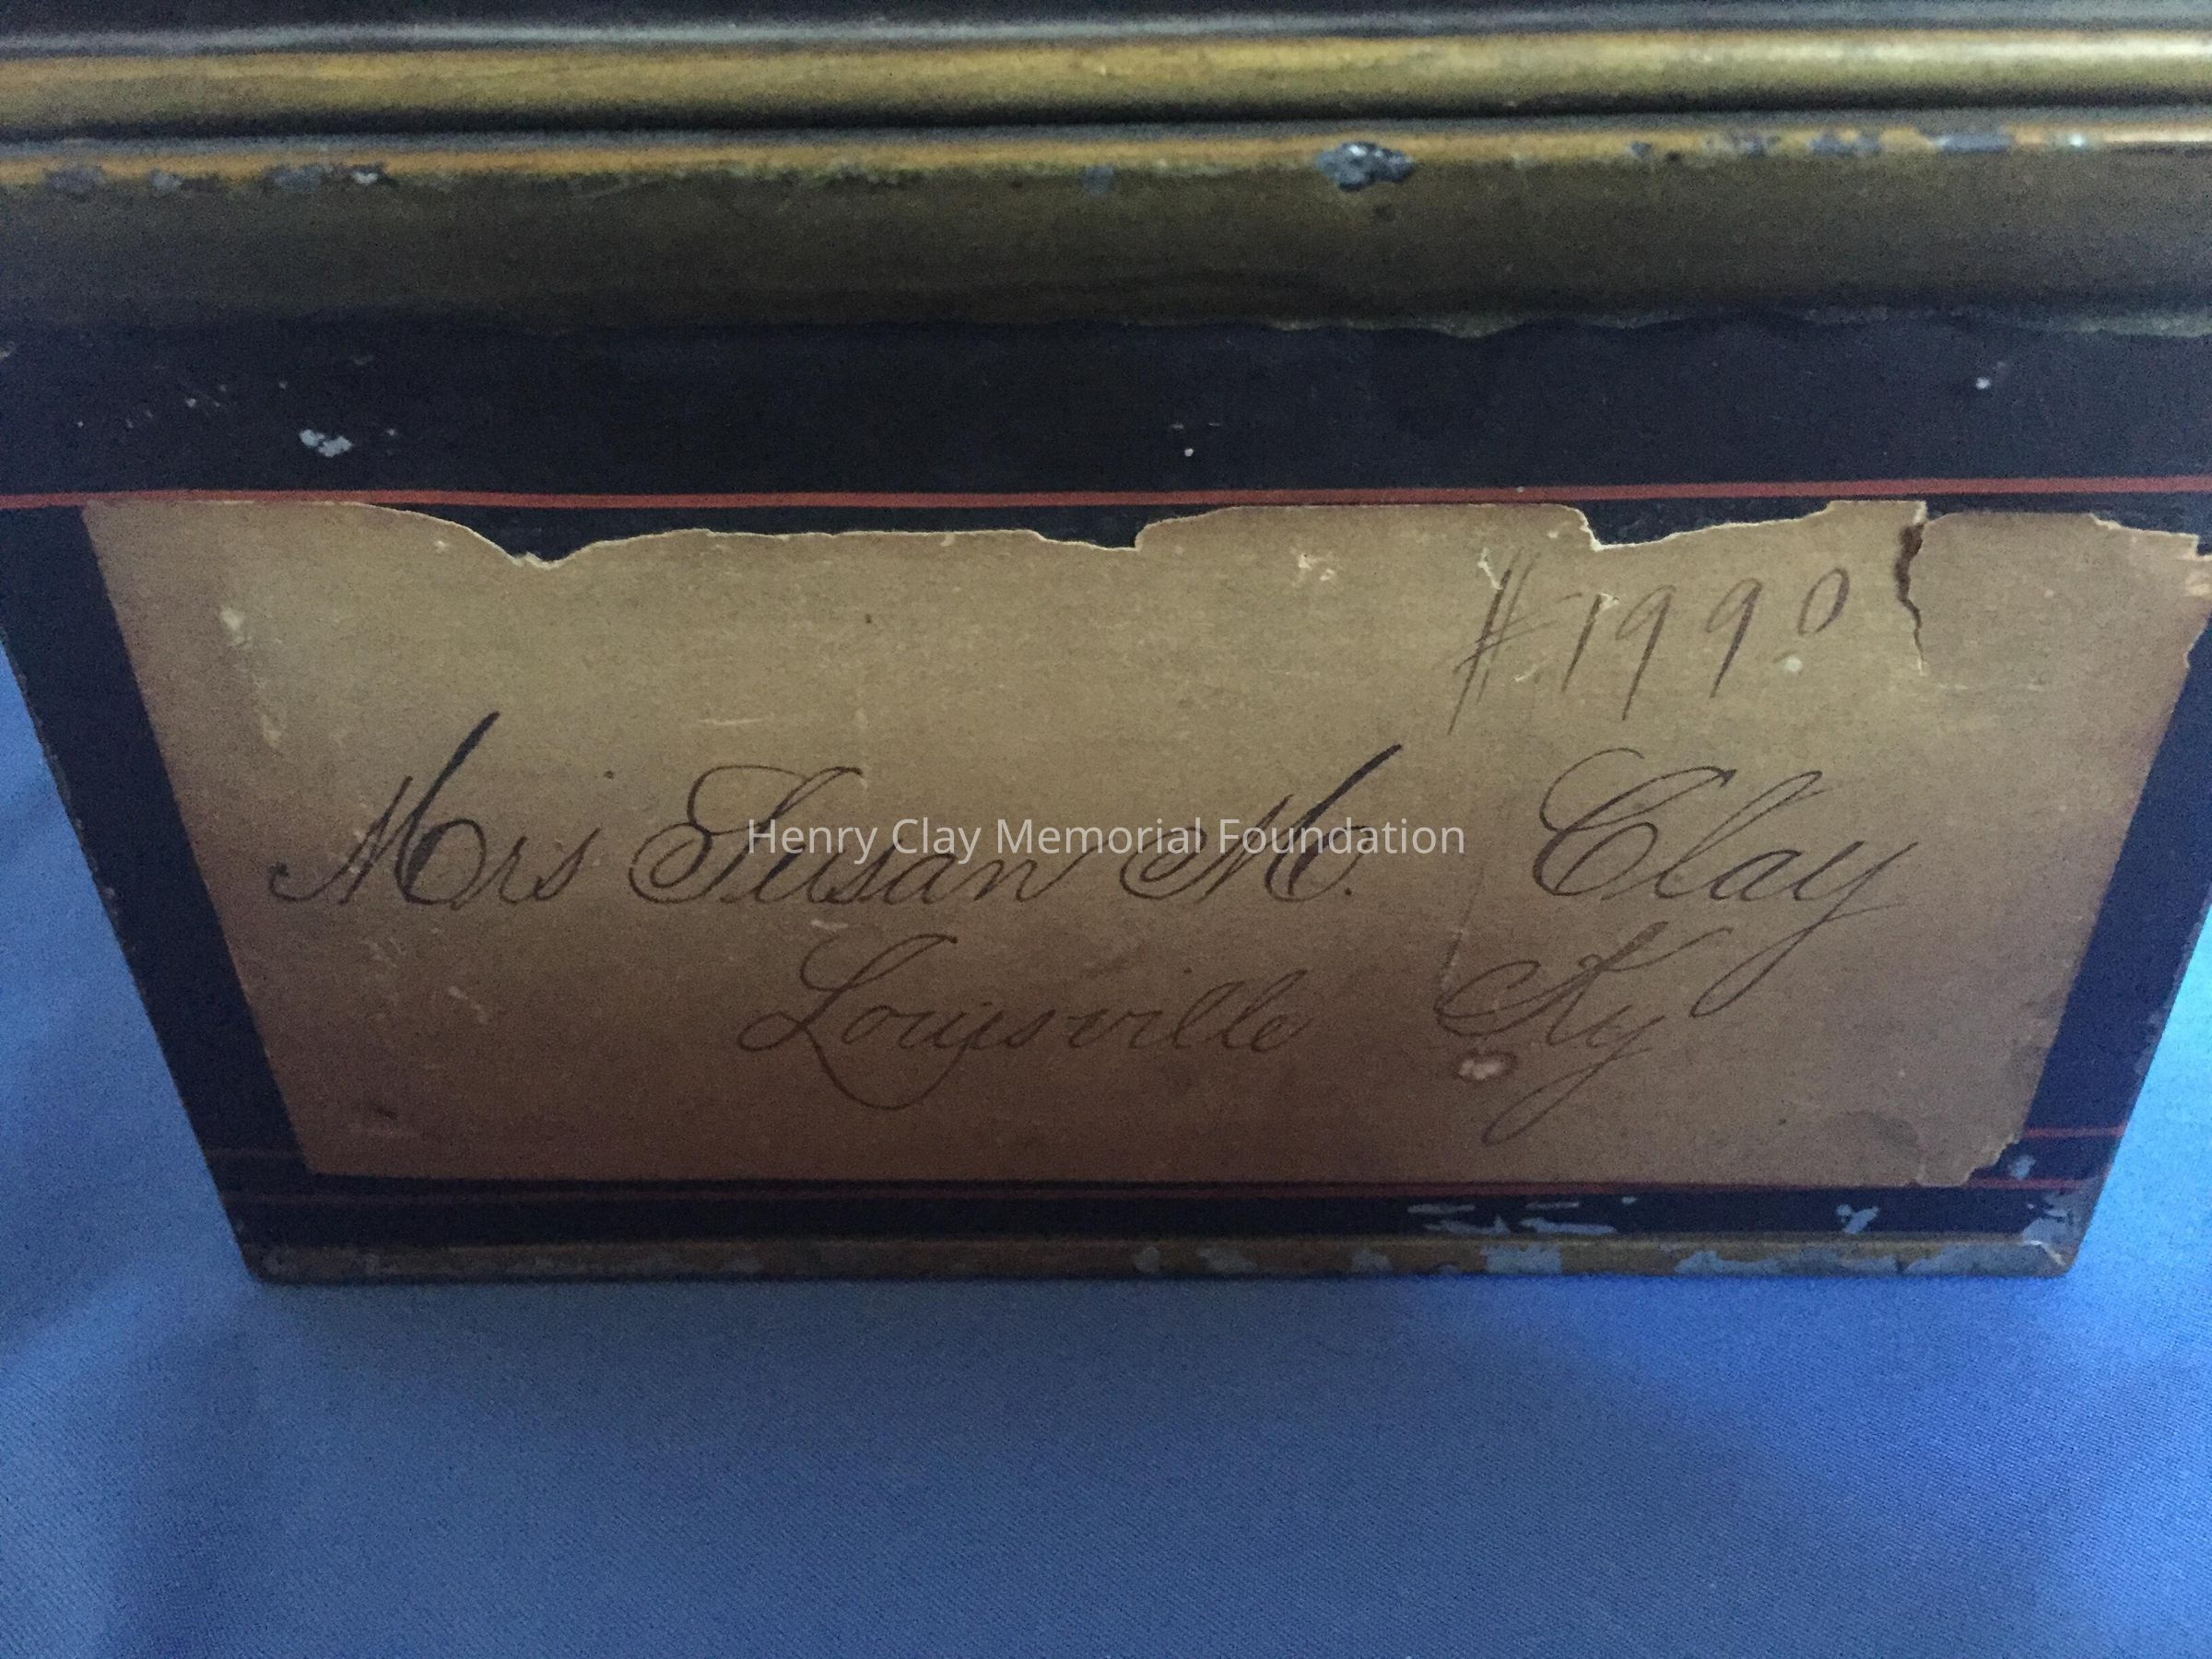 #1990
Mrs Susan M. Clay
Henry Clay Memorial Foundation
Louisville Ky